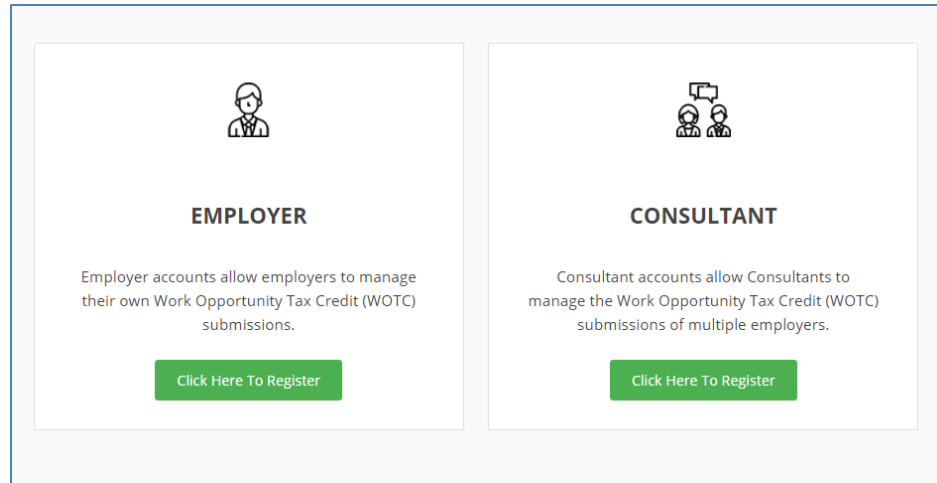 EMPLOYER
Employer accounts allow employers to manage
their own Work Opportunity Tax Credit (WOTC)
submissions.
Click Here To Register
CONSULTANT
Consultant accounts allow Consultants to
manage the Work Opportunity Tax Credit (WOTC)
submissions of multiple employers.
Click Here To Register